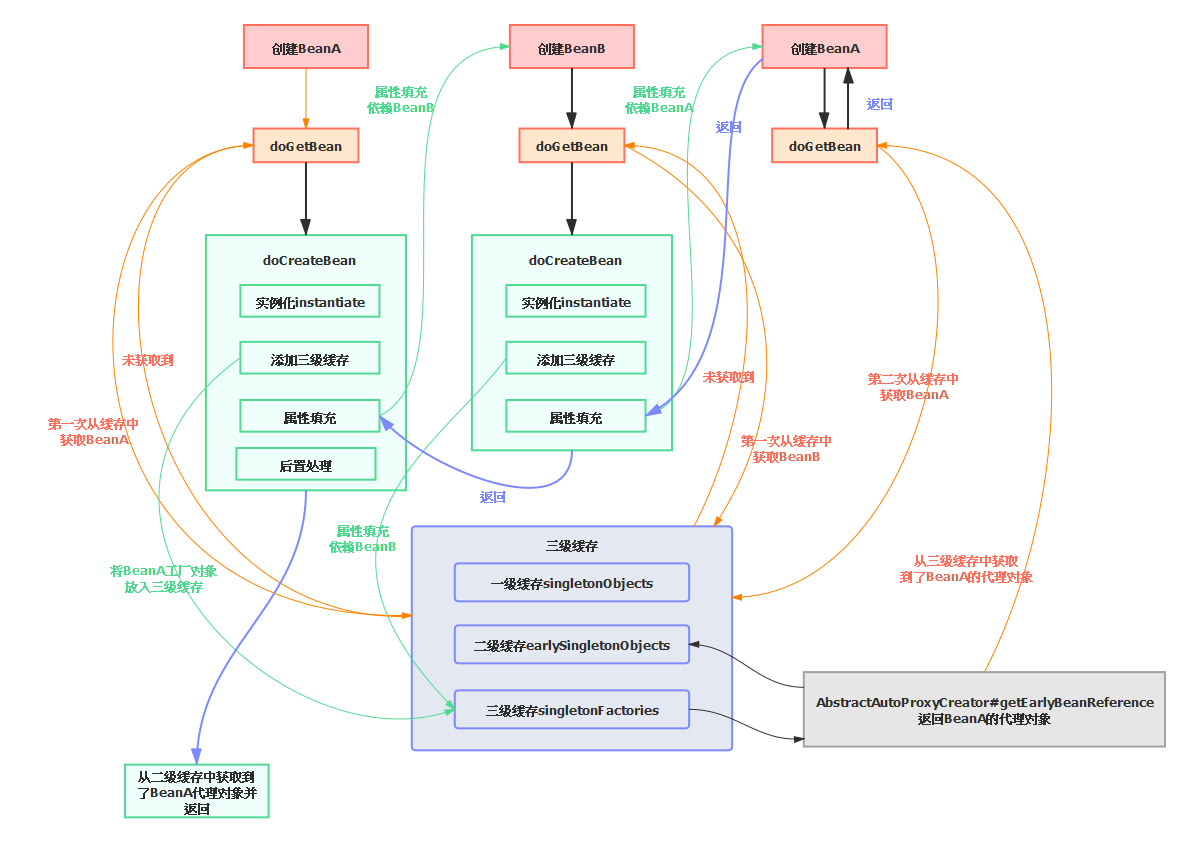 创建BeanA
创建BeanB
创建BeanA
属性填充
依赖BeanB
属性填充
依赖BeanA
返回
返回
doGetBean
doGetBean
doGetBean
doCreateBean
实例化instantiate
添加三级缓存
属性填充
后置处理
doCreateBean
实例化instantiate
添加三级缓存
属性填充
未获取到
第一次从缓存中
获取BeanA
未获取到
第一次从缓存中
获取BeanB
第二次从缓存中
获取BeanA
返回
属性填充
依赖BeanB
将BeanA工厂对象
放入三级缓存
三级缓存
一级缓存singletonObjects
二级缓存earlySingletonObjects
三级缓存singletonFactories
从三级缓存中获取
到了BeanA的代理对象
AbstractAutoProxyCreator#getEarlyBeanReference
返回BeanA的代理对象
从二级缓存中获取到
了BeanA代理对象并
返回